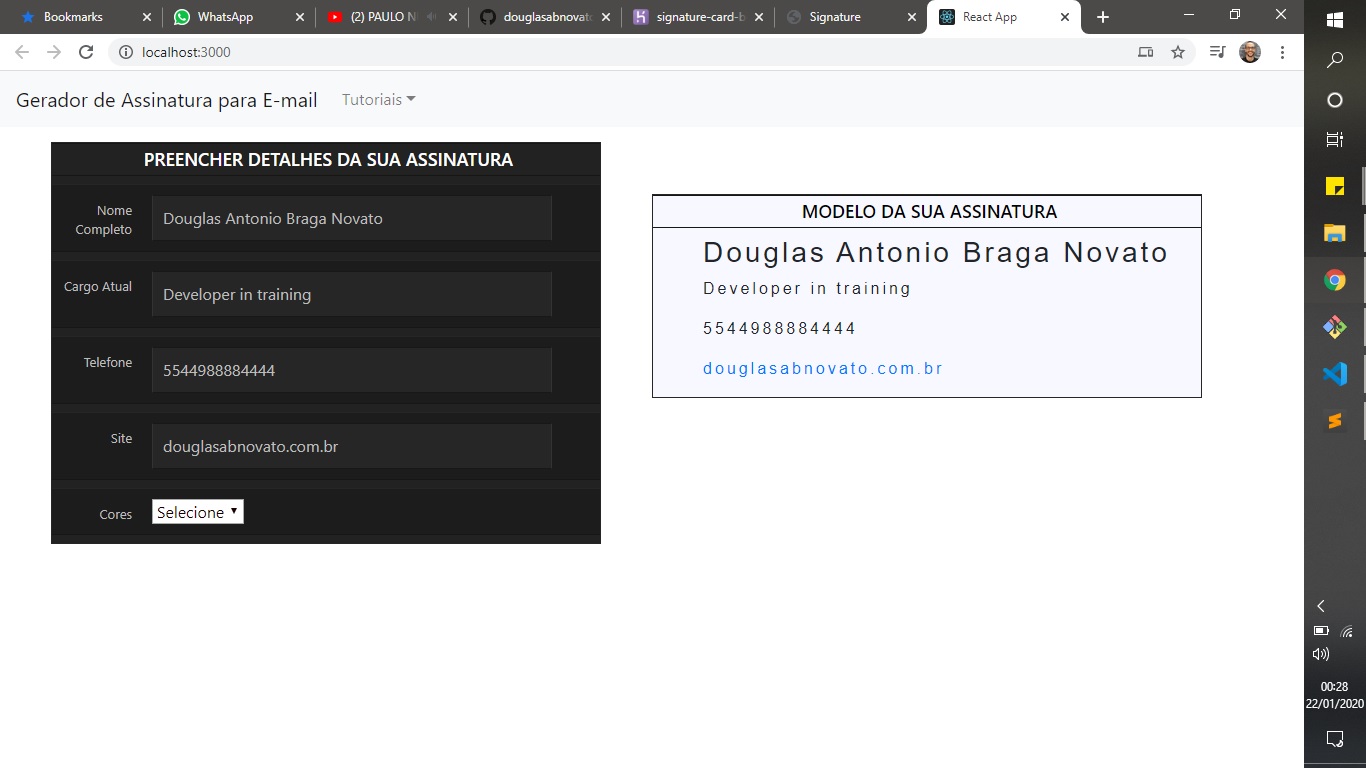 Bookmarks
WhatsApp
(2) PAULO N
douglasabnovato
signature-card-b
Signature
React App
localhost:3000
Gerador de Assinatura para E-mail
Tutoriais
PREENCHER DETALHES DA SUA ASSINATURA
Nome
Completo
Douglas Antonio Braga Novato
Cargo Atual
Developer in training
Telefone
5544988884444
Site
douglasabnovato.com.br
Cores
Selecione
MODELO DA SUA ASSINATURA
Douglas Antonio Braga Novato
Developer in training
5544988884444
douglasabnovato.com.br
00:28
22/01/2020